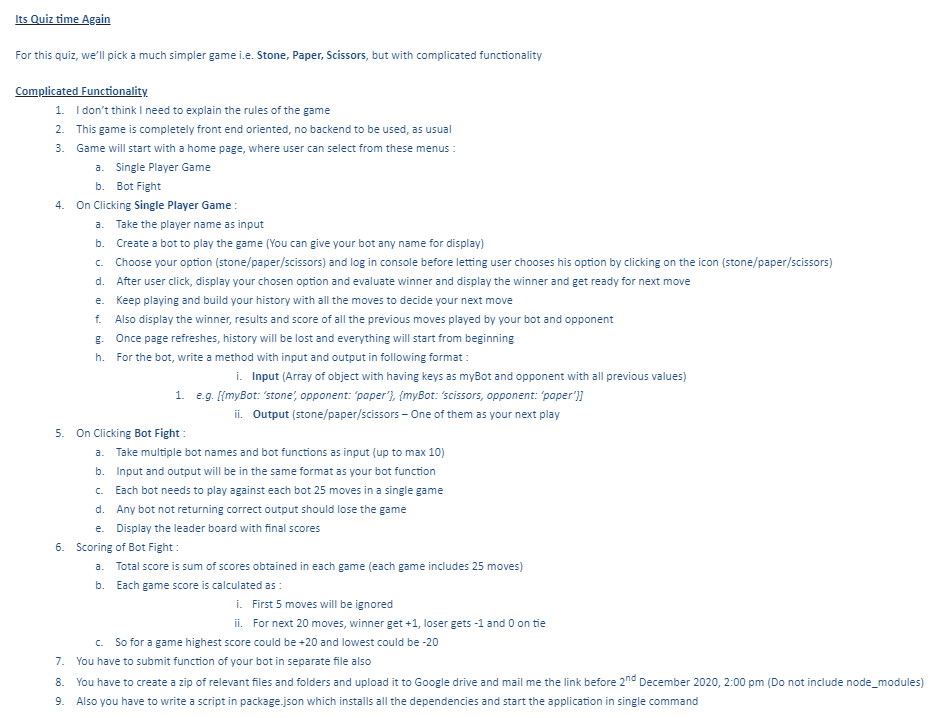 Its Quiz time Again
For this quiz, we'll pick a much simpler game i.e. Stone, Paper, Scissors, but with complicated functionality
Complicated Functionality
1. I don't think I need to explain the rules of the game
2. This game is completely front end oriented, no backend to be used, as usual
3. Game will start with a home page, where user can select from these menus :
a. Single Player Game
b. Bot Fight
4. On Clicking Single Player Game :
a. Take the player name as input
b. Create a bot to play the game (You can give your bot any name for display)
c. Choose your option (stone/paper/scissors) and log in console before letting user chooses his option by clicking on the icon (stone/paper/scissors)
d. After user click, display your chosen option and evaluate winner and display the winner and get ready for next move
e. Keep playing and build your history with all the moves to decide your next move
f. Also display the winner, results and score of all the previous moves played by your bot and opponent
g. Once page refreshes, history will be lost and everything will start from beginning
h. For the bot, write a method with input and output in following format :
i. Input (Array of object with having keys as myBot and opponent with all previous values)
1. e.g. [{myBot: 'stone', opponent: 'paper'}, {myBot: 'scissors, opponent: 'paper'}]
ii. Output (stone/paper/scissors – One of them as your next play
5. On Clicking Bot Fight :
a. Take multiple bot names and bot functions as input (up to max 10)
b. Input and output will be in the same format as your bot function
c. Each bot needs to play against each bot 25 moves in a single game
d. Any bot not returning correct output should lose the game
e. Display the leader board with final scores
6. Scoring of Bot Fight :
a. Total score is sum of scores obtained in each game (each game includes 25 moves)
b. Each game score is calculated as :
i. First 5 moves will be ignored
ii. For next 20 moves, winner get +1, loser gets -1 and 0 on tie
c. So for a game highest score could be +20 and lowest could be -20
7. You have to submit function of your bot in separate file also
8. You have to create a zip of relevant files and folders and upload it to Google drive and mail me the link before 2nd December 2020, 2:00 pm (Do not include node_modules)
9. Also you have to write a script in package.json which installs all the dependencies and start the application in single command